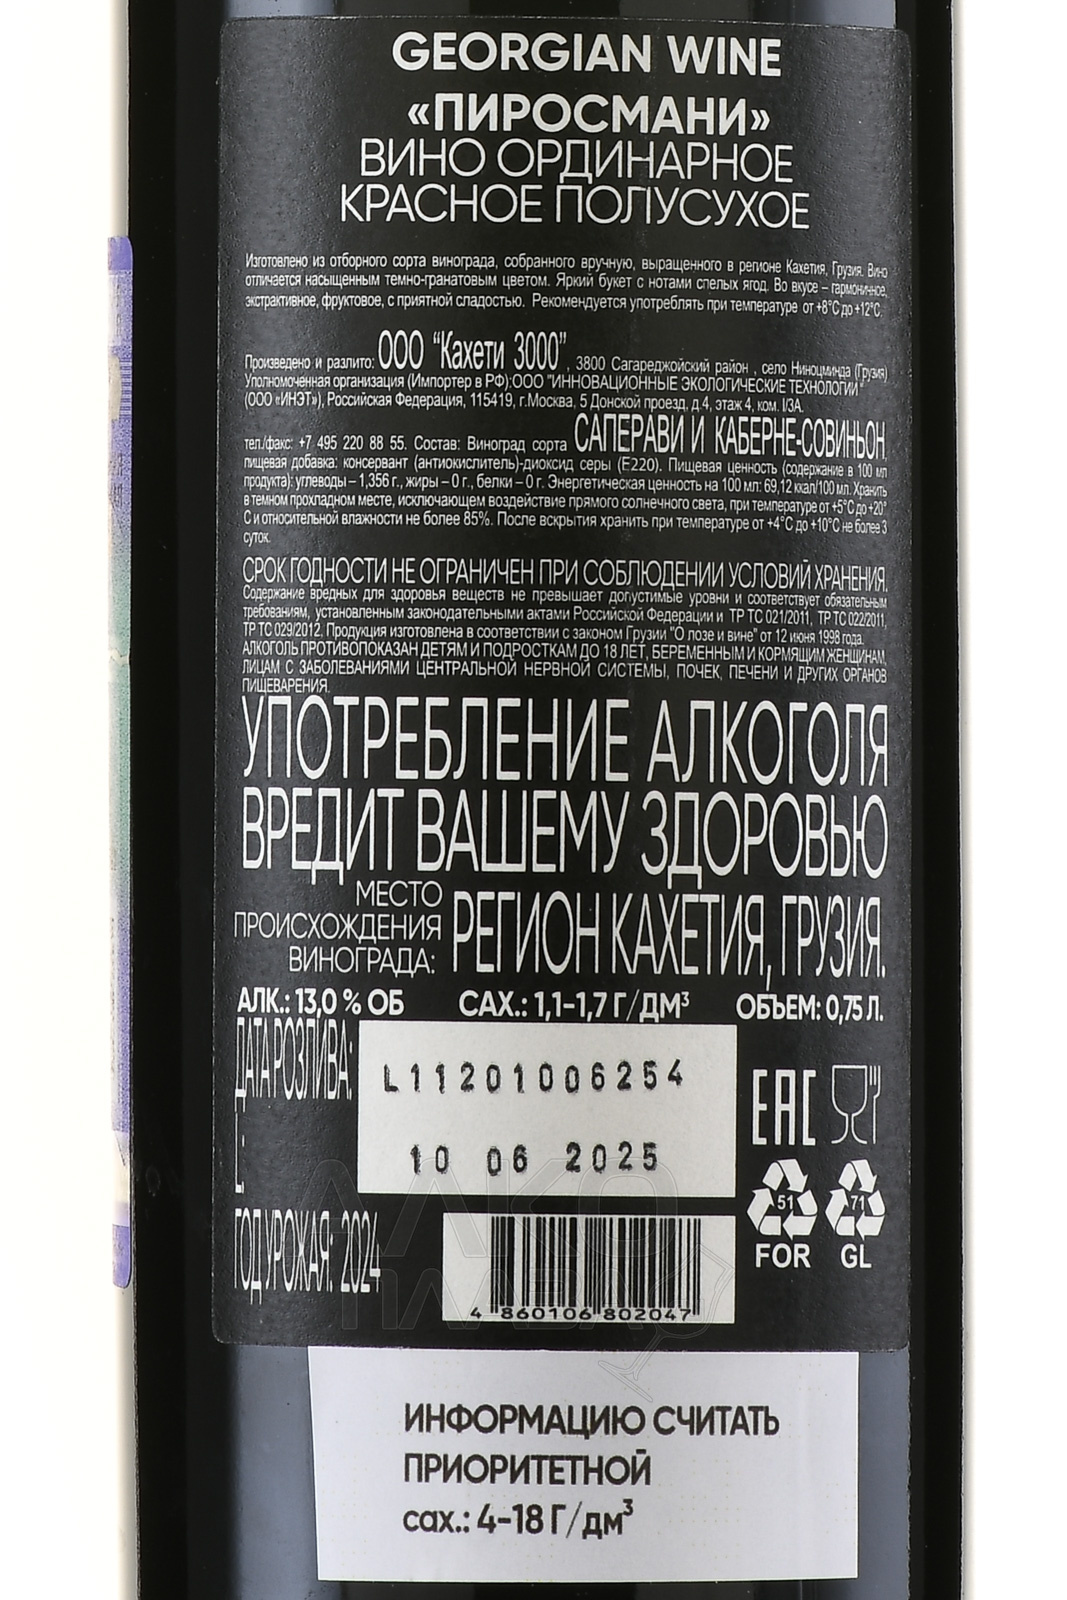 GEORGIAN WINE
«ПИРОСМАНИ»
ВИНО ОРДИНАРНОЕ
КРАСНОЕ ПОЛУСУХОЕ
Изготовлено из отборного сорта винограда, собранного вручную, выращенного в регионе Кахетия, Грузия. Вино
отличается насыщенным темно-гранатовым цветом. Яркий букет с нотами спелых ягод. Во вкусе – гармоничное,
экстрактивное, фруктовое, с приятной сладостью. Рекомендуется употреблять при температуре от +8°С до +12°С.
Произведено и разлито: ООО "Кахети 3000", 3800 Сагареджойский район , село Ниноцминда (Грузия)
Уполномоченная организация (Импортер в РФ):ООО "ИННОВАЦИОННЫЕ ЭКОЛОГИЧЕСКИЕ ТЕХНОЛОГИИ"
(ООО «ИНЭТ»), Российская Федерация, 115419, г.Москва, 5 Донской проезд, д.4, этаж 4, ком. I/3А.
тел./факс: +7 495 220 88 55. Состав: Виноград сорта САПЕРАВИ И КАБЕРНЕ-СОВИНЬОН,
пищевая добавка: консервант (антиокислитель)-диоксид серы (Е220). Пищевая ценность (содержание в 100 мл
продукта): углеводы – 1,356 г., жиры – 0 г., белки – 0 г. Энергетическая ценность на 100 мл: 69,12 ккал/100 мл. Хранить
в темном прохладном месте, исключающем воздействие прямого солнечного света, при температуре от +5°С до +20°
С и относительной влажности не более 85%. После вскрытия хранить при температуре от +4°С до +10°С не более 3
суток.
СРОК ГОДНОСТИ НЕ ОГРАНИЧЕН ПРИ СОБЛЮДЕНИИ УСЛОВИЙ ХРАНЕНИЯ.
Содержание вредных для здоровья веществ не превышает допустимые уровни и соответствует обязательным
требованиям, установленным законодательными актами Российской Федерации и ТР ТС 021/2011, ТР ТС 022/2011,
ТР ТС 029/2012. Продукция изготовлена в соответствии с законом Грузии "О лозе и вине" от 12 июня 1998 года.
АЛКОГОЛЬ ПРОТИВОПОКАЗАН ДЕТЯМ И ПОДРОСТКАМ ДО 18 ЛЕТ, БЕРЕМЕННЫМ И КОРМЯЩИМ ЖЕНЩИНАМ,
ЛИЦАМ С ЗАБОЛЕВАНИЯМИ ЦЕНТРАЛЬНОЙ НЕРВНОЙ СИСТЕМЫ, ПОЧЕК, ПЕЧЕНИ И ДРУГИХ ОРГАНОВ
ПИЩЕВАРЕНИЯ.
УПОТРЕБЛЕНИЕ АЛКОГОЛЯ
ВРЕДИТ ВАШЕМУ ЗДОРОВЬЮ
МЕСТО
ПРОИСХОЖДЕНИЯ
ВИНОГРАДА: РЕГИОН КАХЕТИЯ, ГРУЗИЯ.
АЛК.: 13,0 % ОБ САХ.: 1,1–1,7 Г/ДМ³ ОБЪЕМ: 0,75 Л.
ДАТА РОЗЛИВА:
L11201006254
L:
10 06 2025
EAC
51
FOR
71
GL
ГОД УРОЖАЯ: 2024
4 860106 802047
АЛКО
ПЛАЗА
ИНФОРМАЦИЮ СЧИТАТЬ
ПРИОРИТЕТНОЙ
сах.: 4-18 Г/дм³